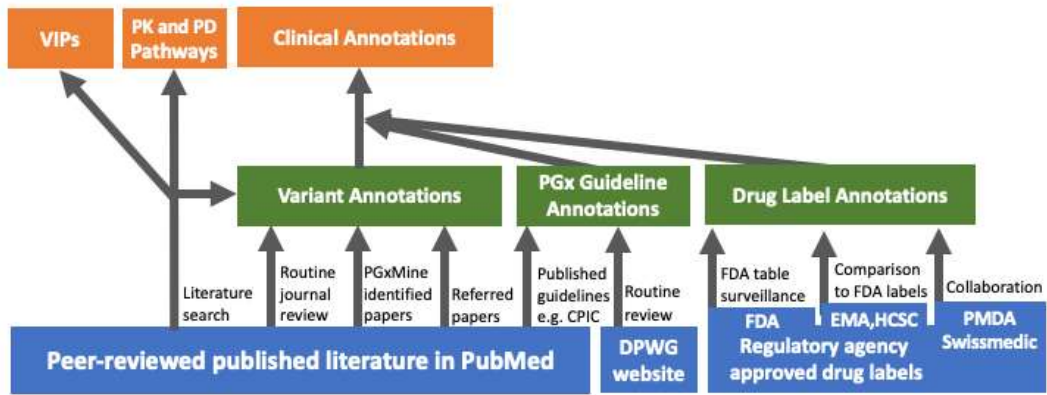 VIPs
PK and PD
Pathways
Clinical Annotations
Variant Annotations
PGx Guideline
Annotations
Drug Label Annotations
Literature
search
Routine
journal
review
PGxMine
identified
papers
Referred
papers
Published
guidelines
e.g. CPIC
Routine
review
FDA table
surveillance
Comparison
to FDA labels
Collaboration
Peer-reviewed published literature in PubMed
DPWG
website
FDA
EMA,HCSC
PMDA
Swissmedic
Regulatory agency
approved drug labels